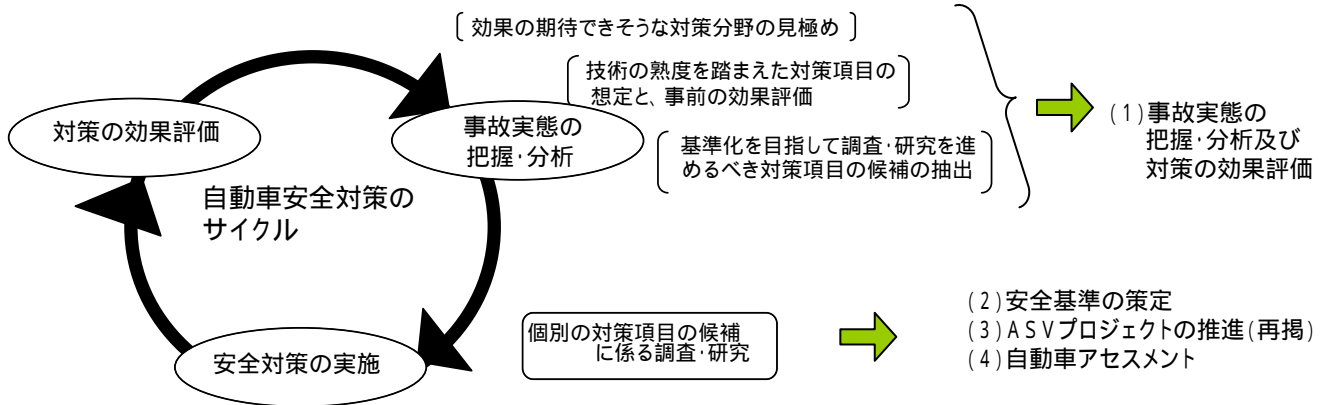 効果の期待できそうな対策分野の見極め
技術の熟度を踏まえた対策項目の
想定と、事前の効果評価
基準化を目指して調査・研究を進
めるべき対策項目の候補の抽出
(1)事故実態の
把握・分析及び
対策の効果評価
対策の効果評価
事故実態の
把握・分析
自動車安全対策の
サイクル
安全対策の実施
個別の対策項目の候補
に係る調査・研究
(2)安全基準の策定
(3)ASVプロジェクトの推進(再掲)
(4)自動車アセスメント